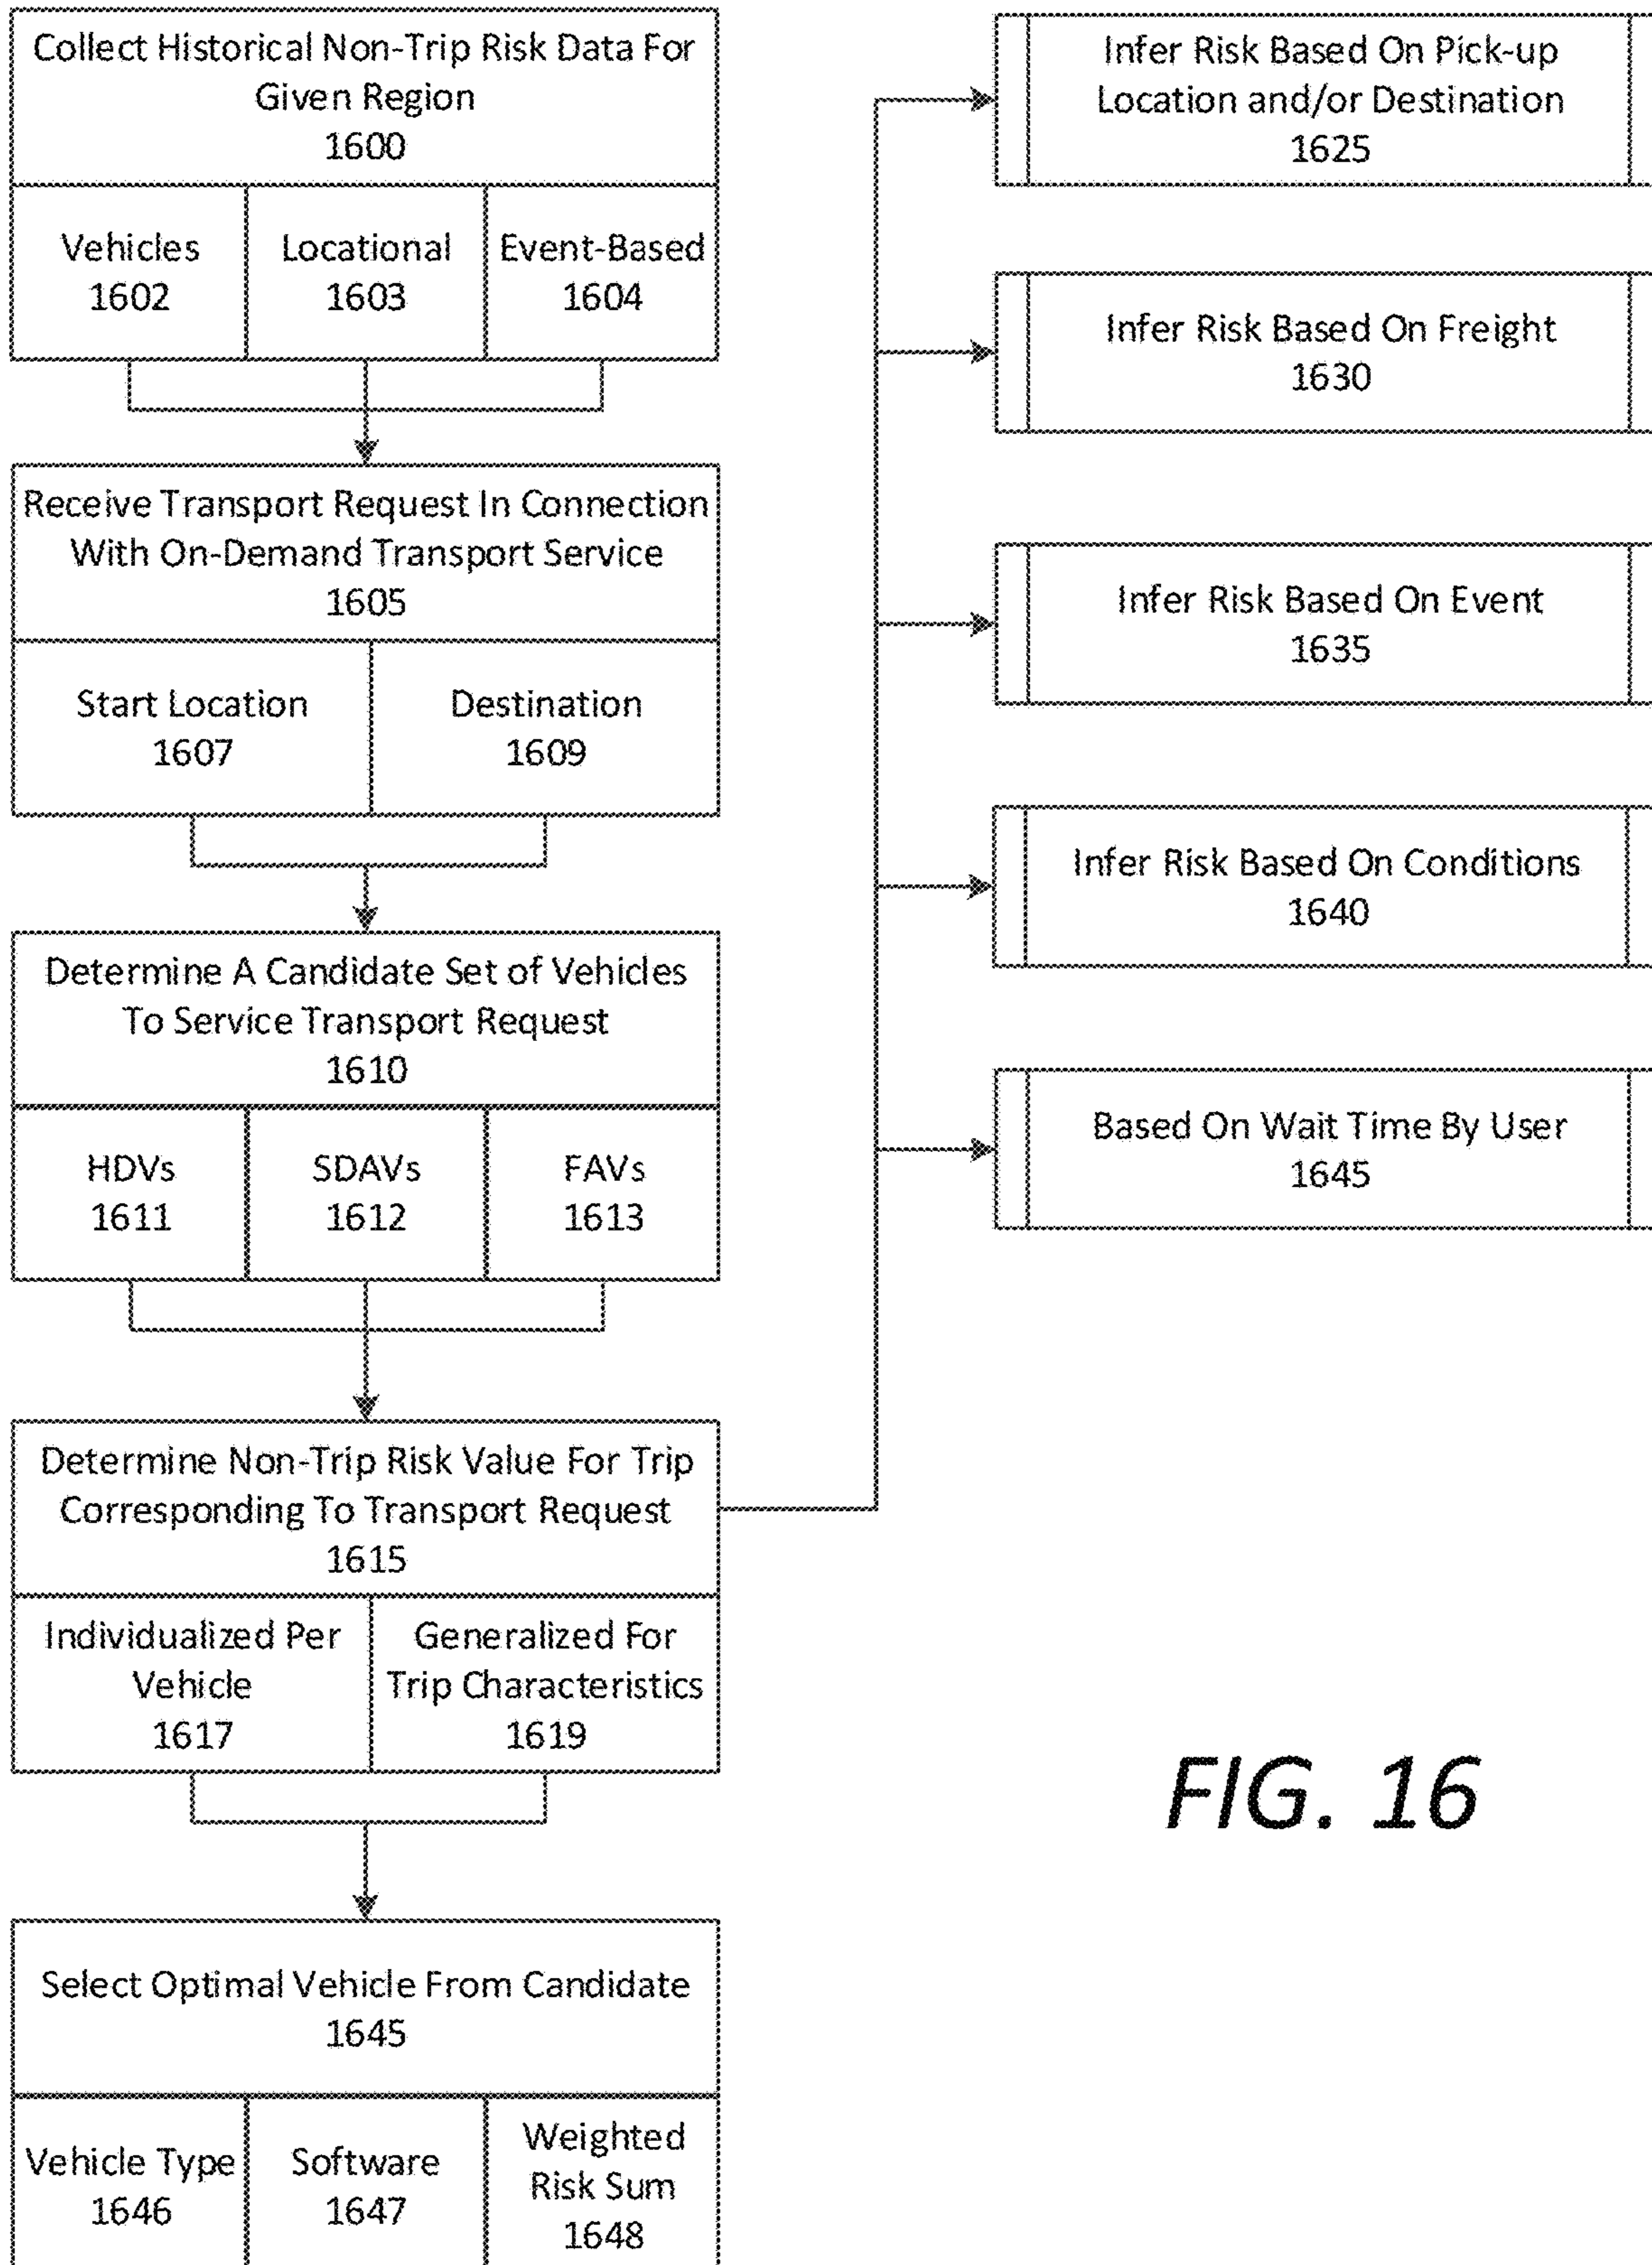 Collect Historical Non-Trip Risk Data For
Given Region
1600
Vehicles
1602
Locational
1603
Event-Based
1604
Receive Transport Request In Connection
With On-Demand Transport Service
1605
Start Location
1607
Destination
1609
Determine A Candidate Set of Vehicles
To Service Transport Request
1610
HDVs
1611
SDAVs
1612
FAVs
1613
Determine Non-Trip Risk Value For Trip
Corresponding To Transport Request
1615
Individualized Per
Vehicle
1617
Generalized For
Trip Characteristics
1619
Select Optimal Vehicle From Candidate
1645
Vehicle Type
1646
Software
1647
Weighted
Risk Sum
1648
Infer Risk Based On Pick-up
Location and/or Destination
1625
Infer Risk Based On Freight
1630
Infer Risk Based On Event
1635
Infer Risk Based On Conditions
1640
Based On Wait Time By User
1645
FIG. 16